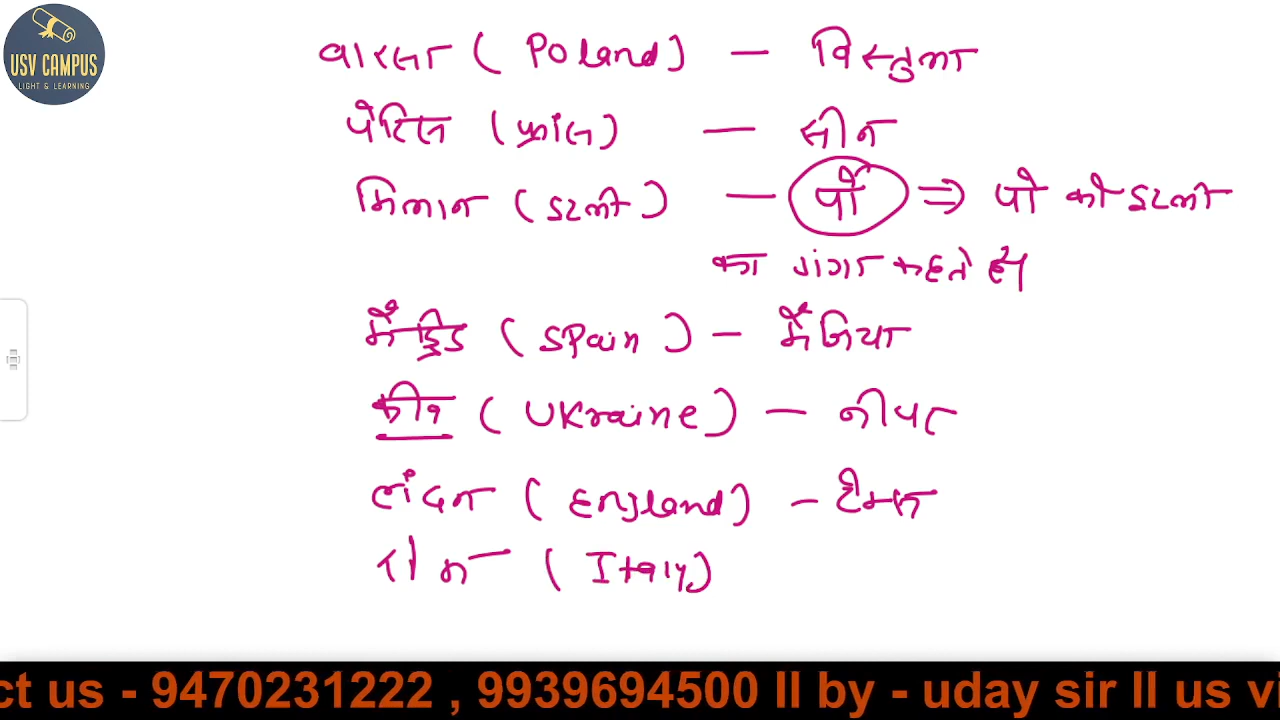 USV CAMPUS
LIGHT & LEARNING
वारसा ( Poland ) — विस्तुला
पेरिस ( फ्रांस ) — सीन
मिलान ( इटली ) — पो ⇒ पो को इटली
का गंगा कहते हैं।
मैड्रिड ( Spain ) — मैंजिया
कीव ( Ukraine ) — नीपर
लंदन ( England ) — टेम्स
रोम ( Italy )
ct us - 9470231222 , 9939694500 ll by - uday sir ll us vi